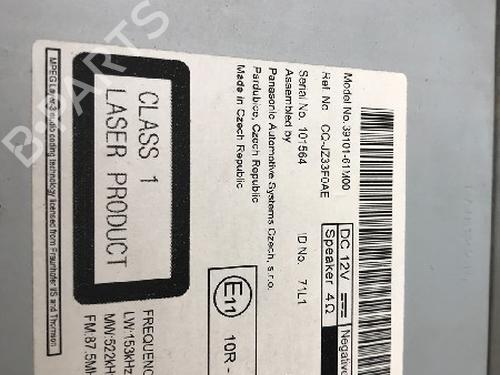 Model No. 39101-61M00
Ref. No. CQ-JZ33F0AE
Serial No. 101564 ID No. 71L1
Assembled by
Panasonic Automotive Systems Czech, s.r.o.
Pardubice, Czech Republic
Made in Czech Republic
DC 12V
Negative
Speaker 4Ω
E11
10R -
CLASS 1
LASER PRODUCT
FREQUENC
LW:153kHz
MW:522kH
FM:87.5MH
MPEG Layer-3 audio coding technology licensed from Fraunhofer IIS and Thomson
B-PARTS